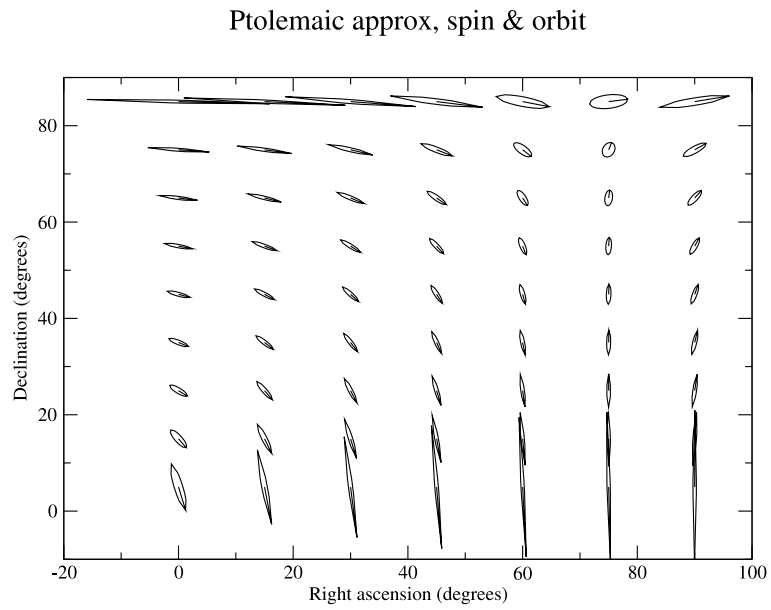 Ptolemaic approx, spin & orbit
80
60
40
20
0
Declination (degrees)
-20 0 20 40 60 80 100
Right ascension (degrees)